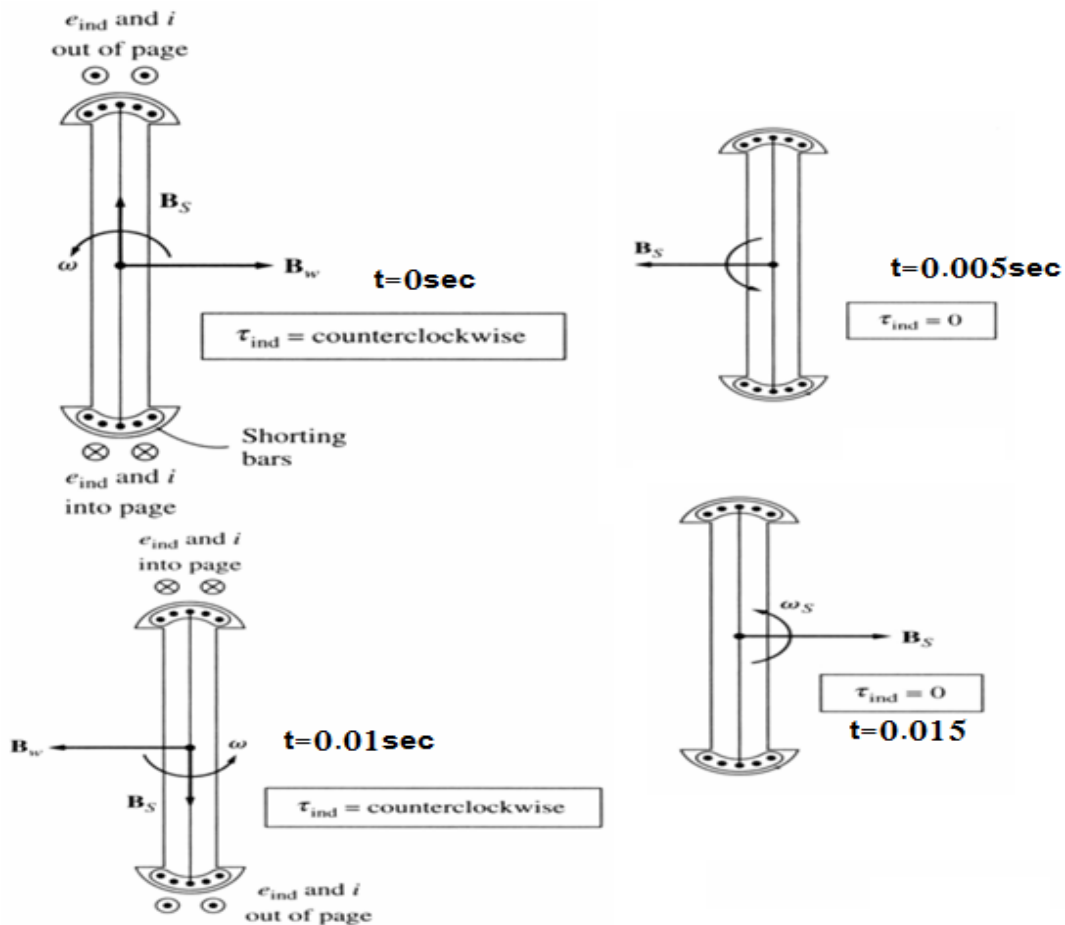 e_ind and i
out of page
B_S
ω
B_w
t=0sec
τ_ind = counterclockwise
Shorting
bars
e_ind and i
into page
B_S
t=0.005sec
τ_ind = 0
e_ind and i
into page
B_w
ω
t=0.01sec
B_S
τ_ind = counterclockwise
e_ind and i
out of page
ω_S
B_S
τ_ind = 0
t=0.015